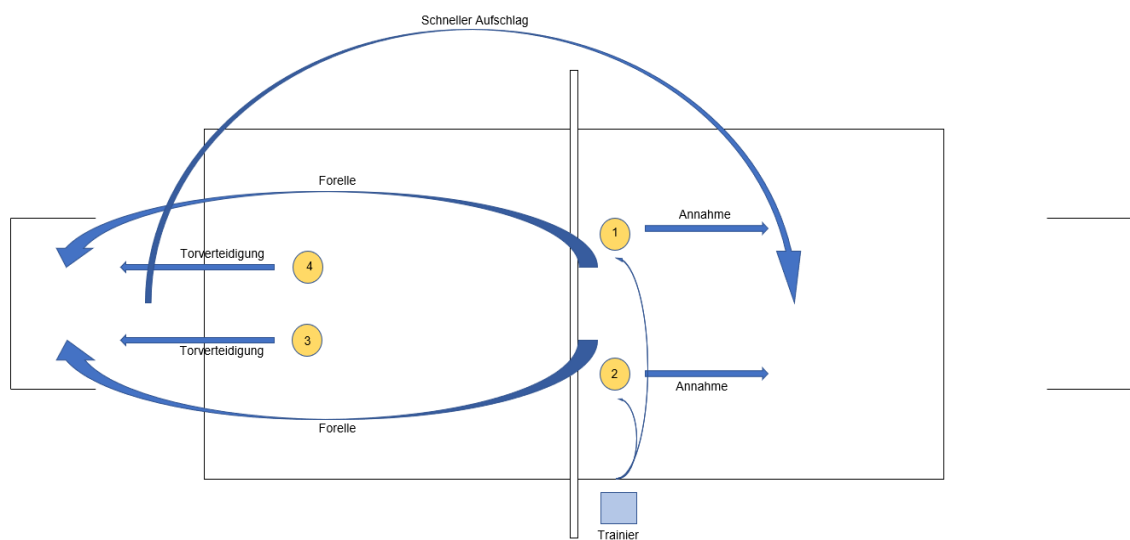 Schneller Aufschlag
Forelle
Annahme
1
Torverteidigung
4
3
Torverteidigung
2
Annahme
Forelle
Trainier